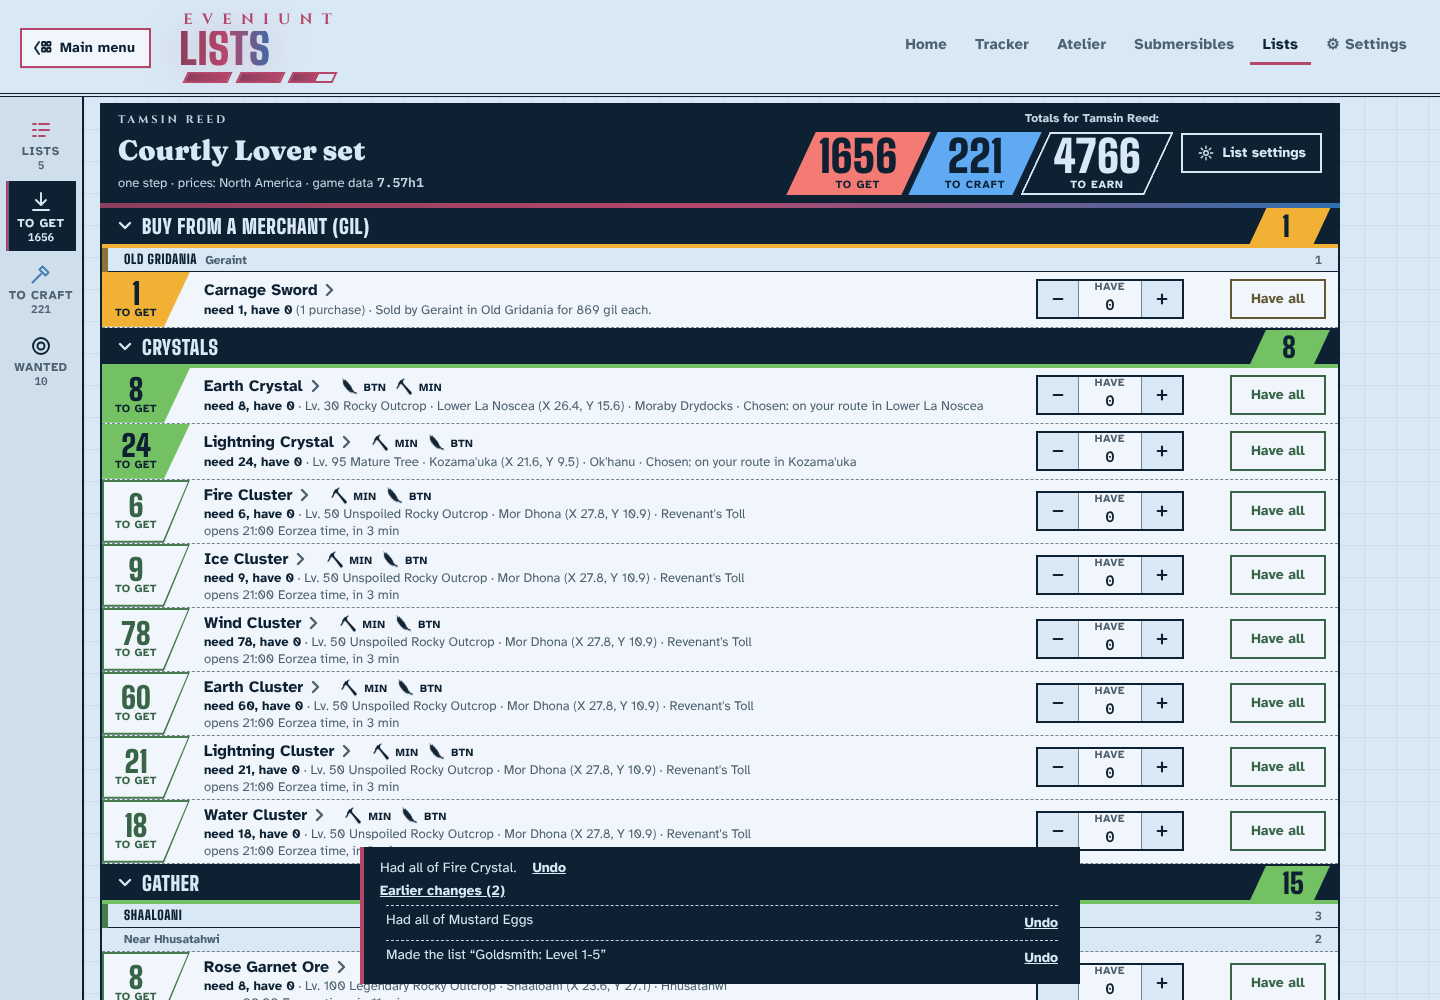 Main menu
EVENIUNT
LISTS
Home
Tracker
Atelier
Submersibles
Lists
Settings
LISTS
5
TO GET
1656
TO CRAFT
221
WANTED
10
TAMSIN REED
Courtly Lover set
one step · prices: North America · game data 7.57h1
Totals for Tamsin Reed:
1656
TO GET
221
TO CRAFT
4766
TO EARN
List settings
BUY FROM A MERCHANT (GIL)
1
OLD GRIDANIA Geraint
1
1
TO GET
Carnage Sword
need 1, have 0 (1 purchase) · Sold by Geraint in Old Gridania for 869 gil each.
−
HAVE
0
+
Have all
CRYSTALS
8
8
TO GET
Earth Crystal BTN MIN
need 8, have 0 · Lv. 30 Rocky Outcrop · Lower La Noscea (X 26.4, Y 15.6) · Moraby Drydocks · Chosen: on your route in Lower La Noscea
−
HAVE
0
+
Have all
24
TO GET
Lightning Crystal MIN BTN
need 24, have 0 · Lv. 95 Mature Tree · Kozama'uka (X 21.6, Y 9.5) · Ok'hanu · Chosen: on your route in Kozama'uka
−
HAVE
0
+
Have all
6
TO GET
Fire Cluster MIN BTN
need 6, have 0 · Lv. 50 Unspoiled Rocky Outcrop · Mor Dhona (X 27.8, Y 10.9) · Revenant's Toll
opens 21:00 Eorzea time, in 3 min
−
HAVE
0
+
Have all
9
TO GET
Ice Cluster MIN BTN
need 9, have 0 · Lv. 50 Unspoiled Rocky Outcrop · Mor Dhona (X 27.8, Y 10.9) · Revenant's Toll
opens 21:00 Eorzea time, in 3 min
−
HAVE
0
+
Have all
78
TO GET
Wind Cluster MIN BTN
need 78, have 0 · Lv. 50 Unspoiled Rocky Outcrop · Mor Dhona (X 27.8, Y 10.9) · Revenant's Toll
opens 21:00 Eorzea time, in 3 min
−
HAVE
0
+
Have all
60
TO GET
Earth Cluster MIN BTN
need 60, have 0 · Lv. 50 Unspoiled Rocky Outcrop · Mor Dhona (X 27.8, Y 10.9) · Revenant's Toll
opens 21:00 Eorzea time, in 3 min
−
HAVE
0
+
Have all
21
TO GET
Lightning Cluster MIN BTN
need 21, have 0 · Lv. 50 Unspoiled Rocky Outcrop · Mor Dhona (X 27.8, Y 10.9) · Revenant's Toll
opens 21:00 Eorzea time, in 3 min
−
HAVE
0
+
Have all
18
TO GET
Water Cluster MIN BTN
need 18, have 0 · Lv. 50 Unspoiled Rocky Outcrop · Mor Dhona (X 27.8, Y 10.9) · Revenant's Toll
opens 21:00 Eorzea time,
−
HAVE
0
+
Have all
GATHER
15
SHAALOANI
3
Near Hhusatahwi
2
8
TO GET
Rose Garnet Ore
need 8, have 0 · Lv. 100 Legendary Rocky Outcrop · Shaaloani (X 23.6, Y 27.1) · Hhusatahwi
−
HAVE
0
+
Have all
Had all of Fire Crystal. Undo
Earlier changes (2)
Had all of Mustard Eggs Undo
Made the list “Goldsmith: Level 1-5” Undo